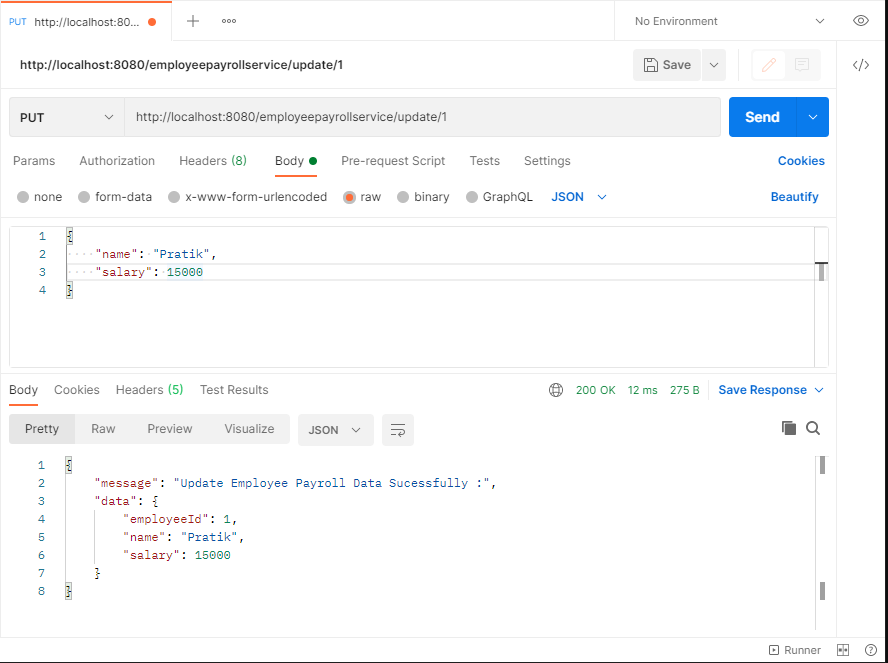 PUT http://localhost:80... + ooo No Environment
http://localhost:8080/employeepayrollservice/update/1 Save </>
PUT http://localhost:8080/employeepayrollservice/update/1 Send
Params Authorization Headers (8) Body Pre-request Script Tests Settings Cookies
none form-data x-www-form-urlencoded raw binary GraphQL JSON Beautify
1 {
2 ····"name":·"Pratik",
3 ····"salary":·15000
4 }
Body Cookies Headers (5) Test Results 200 OK 12 ms 275 B Save Response
Pretty Raw Preview Visualize JSON
1 {
2 "message": "Update Employee Payroll Data Sucessfully :",
3 "data": {
4 "employeeId": 1,
5 "name": "Pratik",
6 "salary": 15000
7 }
8 }
Runner ?